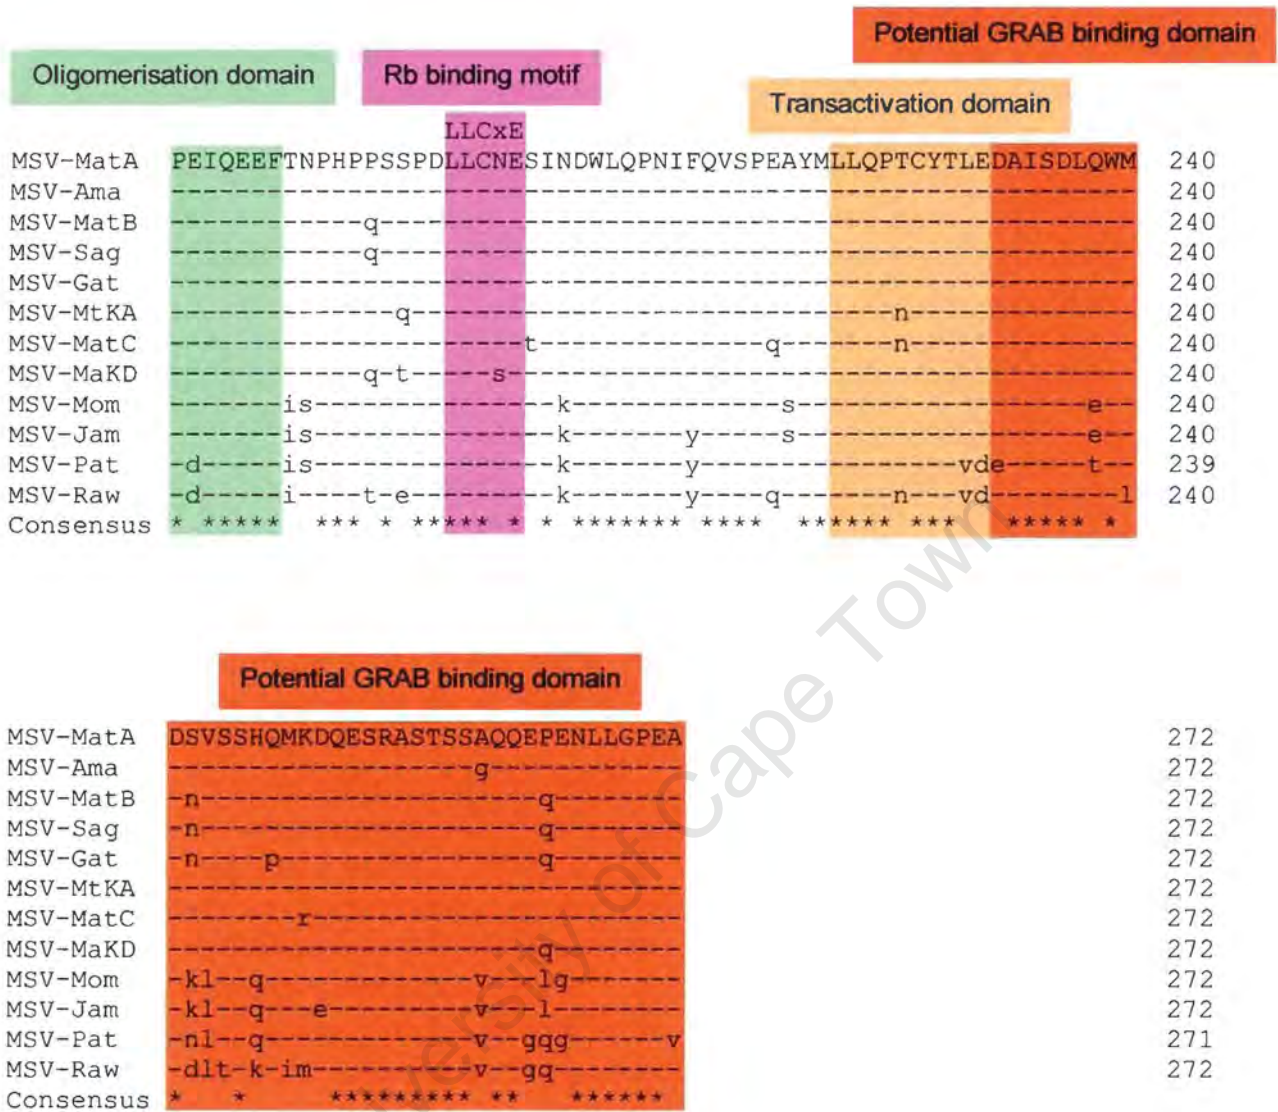 Potential GRAB binding domain
Oligomerisation domain
Rb binding motif
Transactivation domain
LLCxE
MSV-MatA PEIQEEFTNPHPPSSPDLLCNESINDWLQPNIFQVSPEAYMLLQPTCYTLEDAISDLQWM 240
MSV-Ama ------------------------------------------------------------ 240
MSV-MatB ------------q----------------------------------------------- 240
MSV-Sag ------------q----------------------------------------------- 240
MSV-Gat ------------------------------------------------------------ 240
MSV-MtKA --------------q------------------------------n-------------- 240
MSV-MatC ----------------------t--------------q-------n-------------- 240
MSV-MaKD ------------q-t-----s--------------------------------------- 240
MSV-Mom -------is---------------k-------------s------------------e-- 240
MSV-Jam -------is---------------k-------y-----s------------------e-- 240
MSV-Pat -d-----is---------------k-------y----------------vde-----t-- 239
MSV-Raw -d-----i----t-e---------k-------y----q-------n---vd--------l 240
Consensus * *****  *** * ***** * * ******* ****  ****** ***   ***** *
Potential GRAB binding domain
MSV-MatA DSVSSHQMKDQESRASTSSAQQEPENLLGPEA 272
MSV-Ama -------------------g------------ 272
MSV-MatB -n---------------------q-------- 272
MSV-Sag -n---------------------q-------- 272
MSV-Gat -n----p----------------q-------- 272
MSV-MtKA -------------------------------- 272
MSV-MatC --------r----------------------- 272
MSV-MaKD -----------------------q-------- 272
MSV-Mom -kl--q-------------v---lg------- 272
MSV-Jam -kl--q---e---------v---l-------- 272
MSV-Pat -nl--q-------------v--gqg------v 271
MSV-Raw -dlt-k-im----------v--gq-------- 272
Consensus *   *     ********* **   ******
University of Cape Town